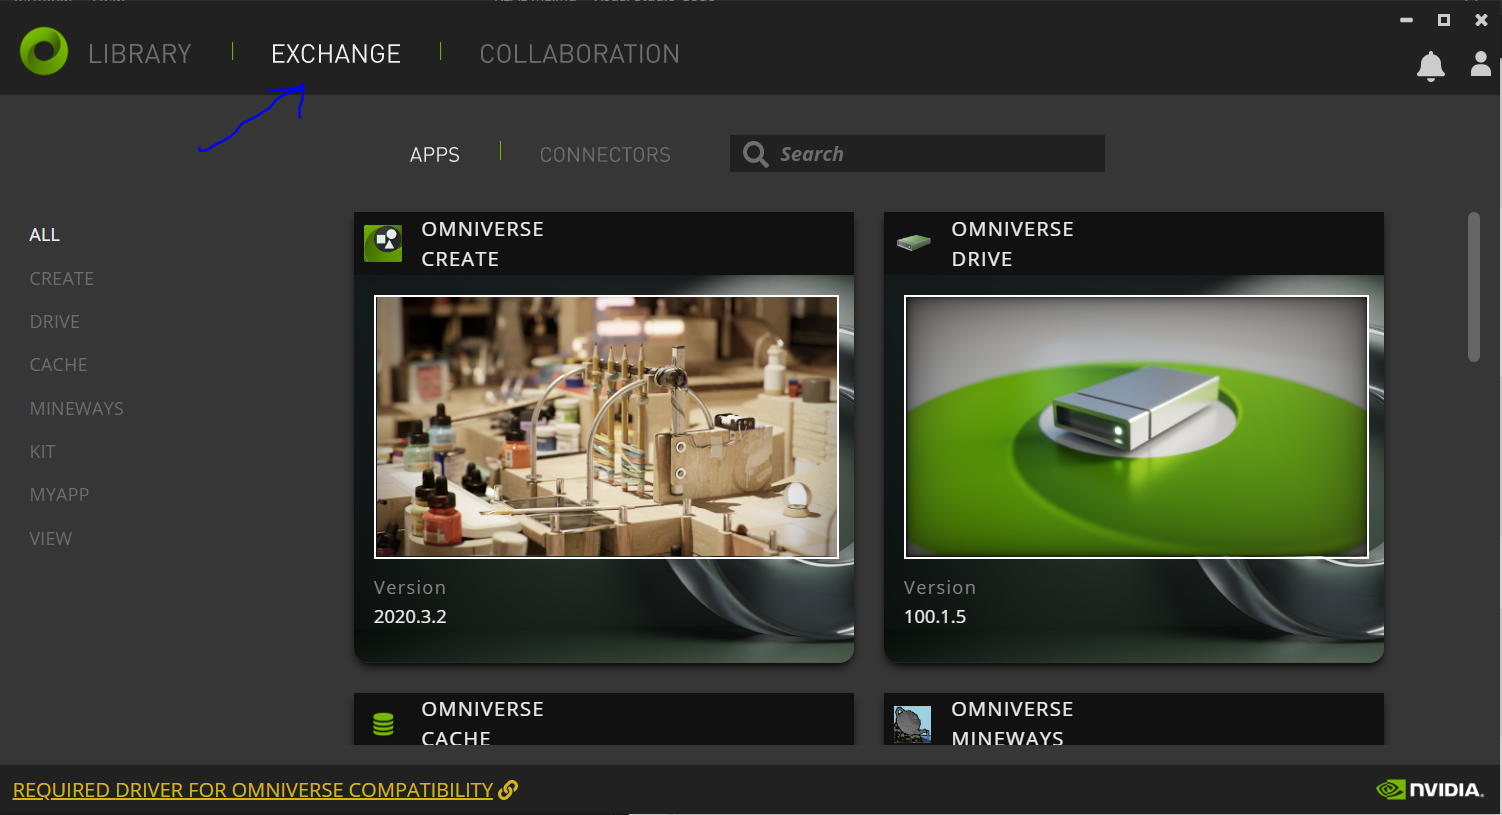 LIBRARY
EXCHANGE
COLLABORATION
APPS
CONNECTORS
Search
ALL
CREATE
DRIVE
CACHE
MINEWAYS
KIT
MYAPP
VIEW
OMNIVERSE
CREATE
Version
2020.3.2
OMNIVERSE
DRIVE
Version
100.1.5
OMNIVERSE
CACHE
OMNIVERSE
MINEWAYS
REQUIRED DRIVER FOR OMNIVERSE COMPATIBILITY
NVIDIA.